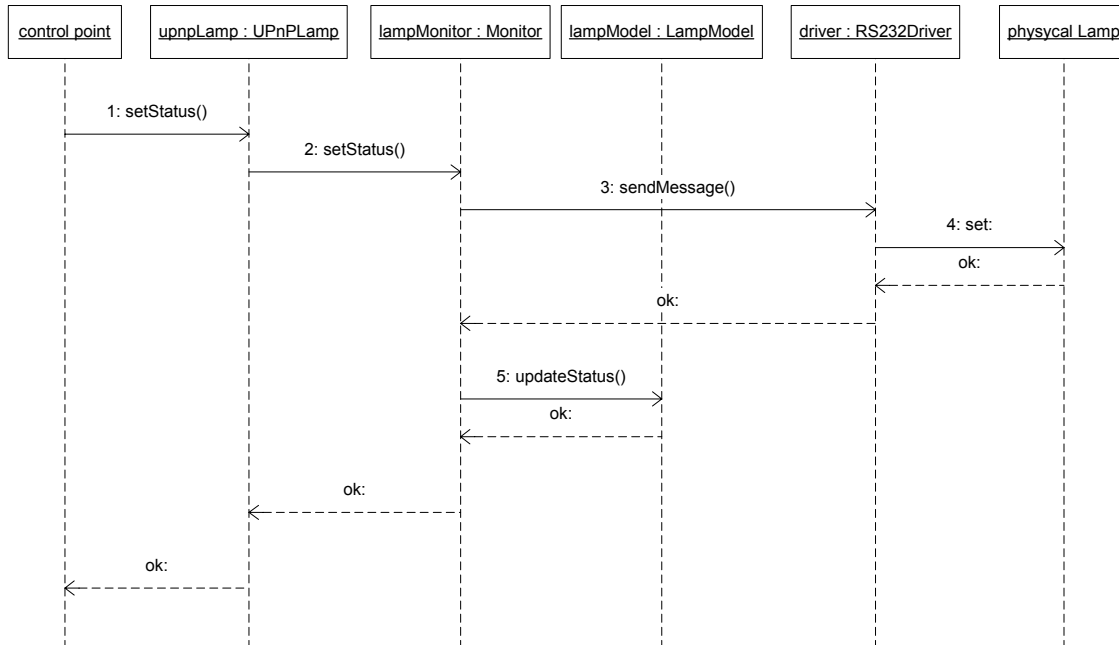 control point
upnpLamp : UPnPLamp
lampMonitor : Monitor
lampModel : LampModel
driver : RS232Driver
physycal Lamp
1: setStatus()
2: setStatus()
3: sendMessage()
4: set:
ok:
ok:
5: updateStatus()
ok:
ok:
ok: